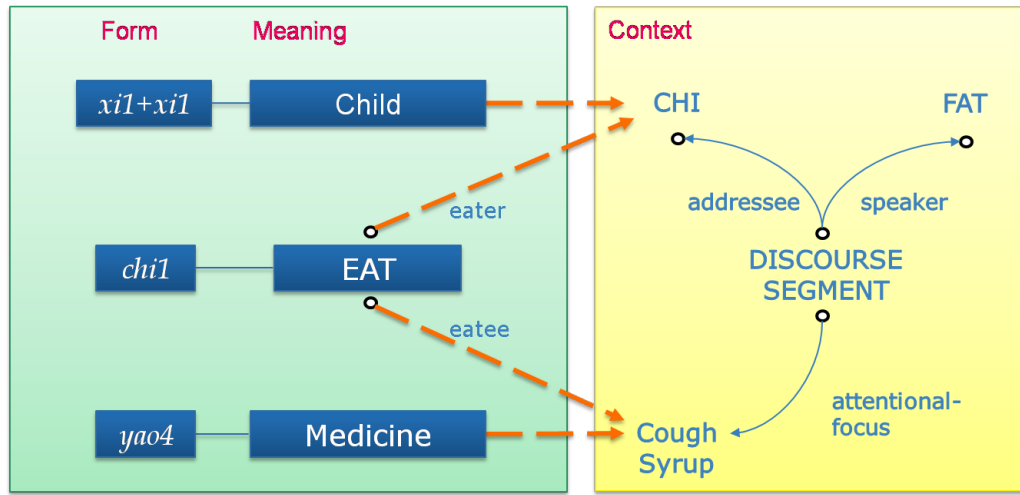 Form Meaning Context
xi1+xi1 Child CHI FAT
addressee speaker
eater
chi1 EAT DISCOURSE
SEGMENT
eatee
attentional-
focus
yao4 Medicine Cough
Syrup